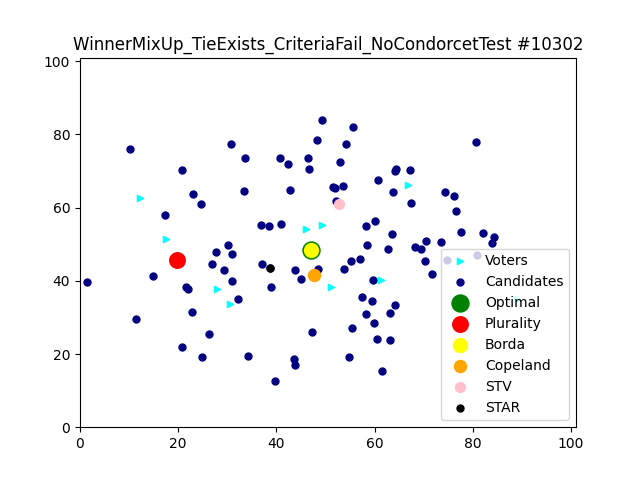 WinnerMixUp_TieExists_CriteriaFail_NoCondorcetTest #10302
100
80
60
40
20
0
0 20 40 60 80 100
Voters
Candidates
Optimal
Plurality
Borda
Copeland
STV
STAR